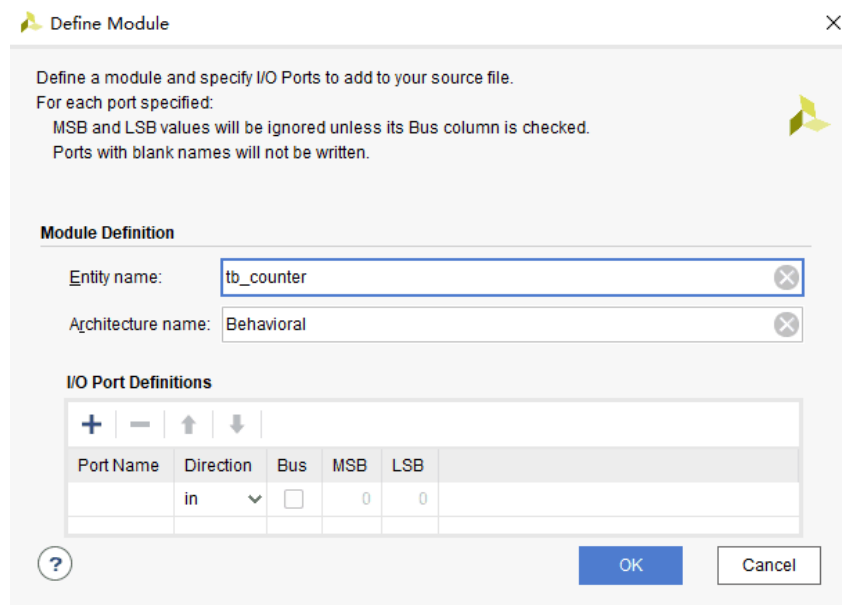 Define Module
Define a module and specify I/O Ports to add to your source file.
For each port specified:
MSB and LSB values will be ignored unless its Bus column is checked.
Ports with blank names will not be written.
Module Definition
Entity name: tb_counter
Architecture name: Behavioral
I/O Port Definitions
Port Name Direction Bus MSB LSB
in 0 0
? OK Cancel